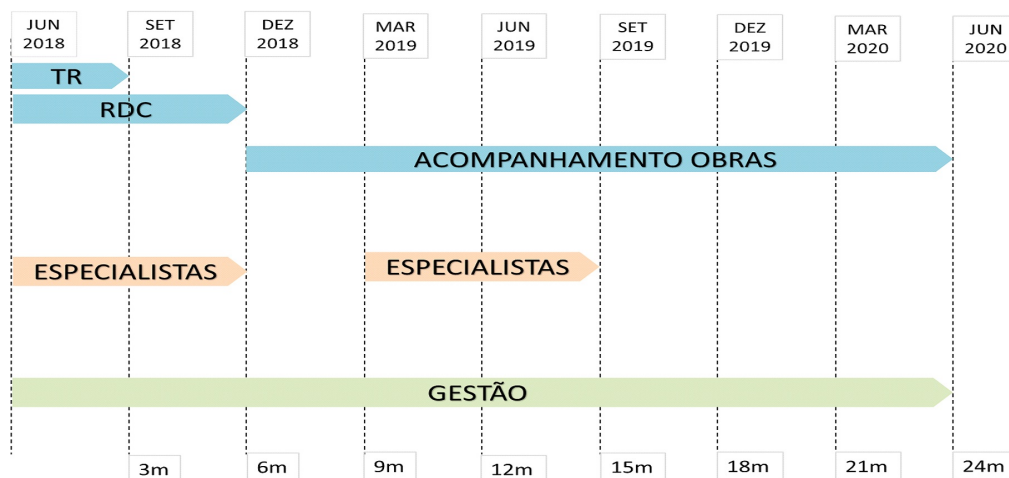 JUN
2018
SET
2018
DEZ
2018
MAR
2019
JUN
2019
SET
2019
DEZ
2019
MAR
2020
JUN
2020
TR
RDC
ACOMPANHAMENTO OBRAS
ESPECIALISTAS
ESPECIALISTAS
GESTÃO
3m
6m
9m
12m
15m
18m
21m
24m